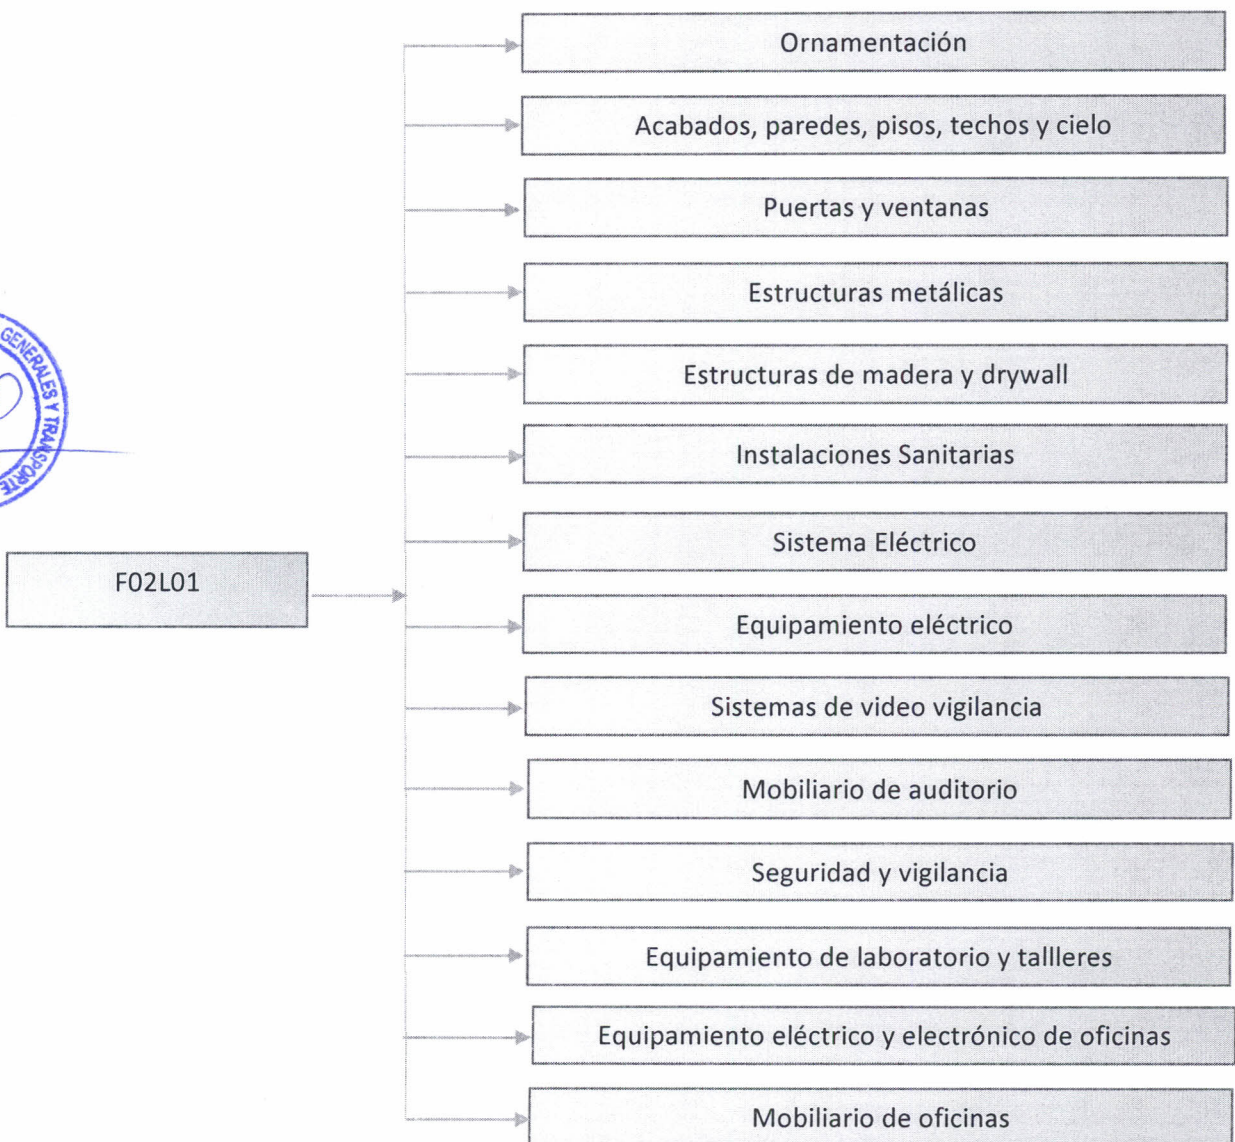 Ornamentación
Acabados, paredes, pisos, techos y cielo
Puertas y ventanas
Estructuras metálicas
GENERALES Y TRANSPORTE
Estructuras de madera y drywall
Instalaciones Sanitarias
Sistema Eléctrico
F02L01
Equipamiento eléctrico
Sistemas de video vigilancia
Mobiliario de auditorio
Seguridad y vigilancia
Equipamiento de laboratorio y tallleres
Equipamiento eléctrico y electrónico de oficinas
Mobiliario de oficinas